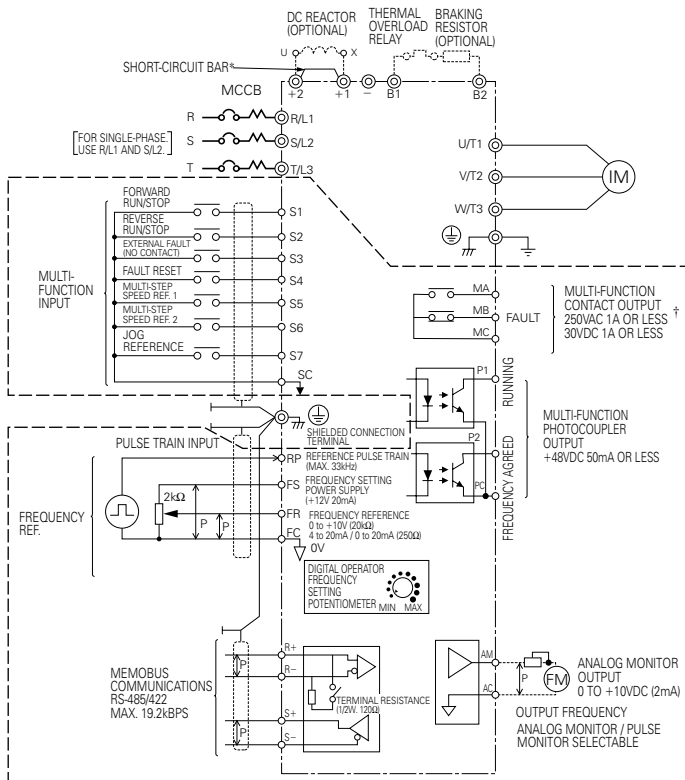 DC REACTOR
(OPTIONAL)
THERMAL
OVERLOAD
RELAY
BRAKING
RESISTOR
(OPTIONAL)
U
X
SHORT-CIRCUIT BAR*
+2
+1
−
B1
B2
MCCB
R
R/L1
[FOR SINGLE-PHASE.
USE R/L1 AND S/L2.]
S
S/L2
T
T/L3
U/T1
V/T2
W/T3
IM
MULTI-
FUNCTION
INPUT
FORWARD
RUN/STOP
S1
REVERSE
RUN/STOP
S2
EXTERNAL FAULT
(NO CONTACT)
S3
FAULT RESET
S4
MULTI-STEP
SPEED REF. 1
S5
MULTI-STEP
SPEED REF. 2
S6
JOG
REFERENCE
S7
SC
MA
MB
MC
FAULT
MULTI-FUNCTION
CONTACT OUTPUT
250VAC 1A OR LESS †
30VDC 1A OR LESS
P1
RUNNING
P2
PC
FREQUENCY AGREED
MULTI-FUNCTION
PHOTOCOUPLER
OUTPUT
+48VDC 50mA OR LESS
SHIELDED CONNECTION
TERMINAL
PULSE TRAIN INPUT
FREQUENCY
REF.
2kΩ
P
P
RP
REFERENCE PULSE TRAIN
(MAX. 33kHz)
FS
FREQUENCY SETTING
POWER SUPPLY
(+12V 20mA)
FR
FREQUENCY REFERENCE
0 to +10V (20kΩ)
4 to 20mA / 0 to 20mA (250Ω)
FC
0V
DIGITAL OPERATOR
FREQUENCY
SETTING
POTENTIOMETER
MIN
MAX
MEMOBUS
COMMUNICATIONS
RS-485/422
MAX. 19.2kBPS
P
P
R+
R−
S+
S−
TERMINAL RESISTANCE
(1/2W. 120Ω)
AM
AC
P
FM
ANALOG MONITOR
OUTPUT
0 TO +10VDC (2mA)
OUTPUT FREQUENCY
ANALOG MONITOR / PULSE
MONITOR SELECTABLE